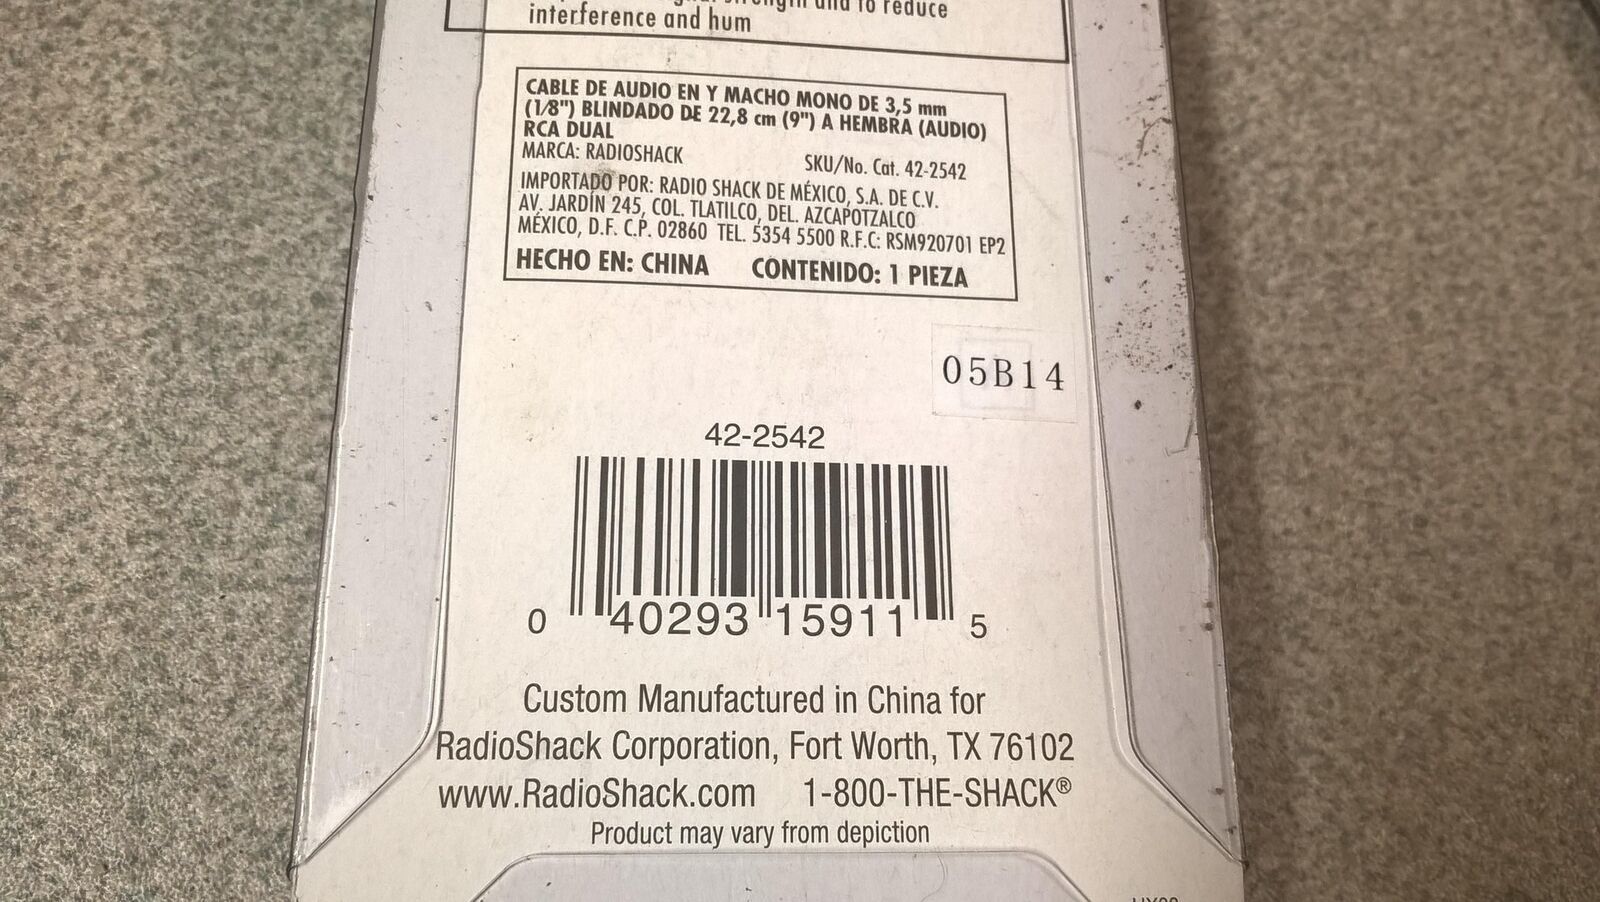 and to reduce
interference and hum
CABLE DE AUDIO EN Y MACHO MONO DE 3,5 mm
(1/8") BLINDADO DE 22,8 cm (9") A HEMBRA (AUDIO)
RCA DUAL
MARCA: RADIOSHACK SKU/No. Cat. 42-2542
IMPORTADO POR: RADIO SHACK DE MÉXICO, S.A. DE C.V.
AV. JARDÍN 245, COL. TLATILCO, DEL. AZCAPOTZALCO
MÉXICO, D.F. C.P. 02860 TEL. 5354 5500 R.F.C: RSM920701 EP2
HECHO EN: CHINA CONTENIDO: 1 PIEZA
05B14
42-2542
0 40293 15911 5
Custom Manufactured in China for
RadioShack Corporation, Fort Worth, TX 76102
www.RadioShack.com 1-800-THE-SHACK®
Product may vary from depiction